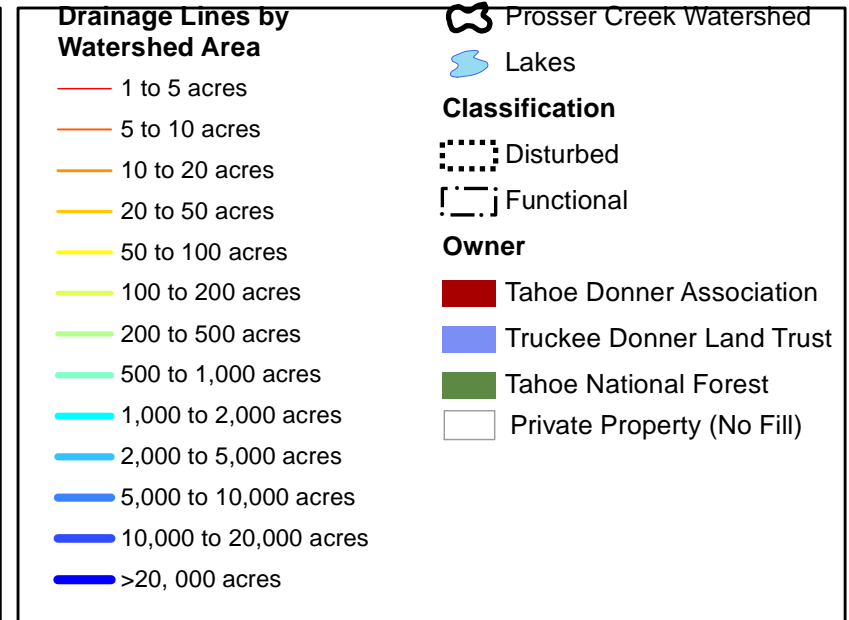 Drainage Lines by
Watershed Area
1 to 5 acres
5 to 10 acres
10 to 20 acres
20 to 50 acres
50 to 100 acres
100 to 200 acres
200 to 500 acres
500 to 1,000 acres
1,000 to 2,000 acres
2,000 to 5,000 acres
5,000 to 10,000 acres
10,000 to 20,000 acres
>20, 000 acres
Prosser Creek Watershed
Lakes
Classification
Disturbed
Functional
Owner
Tahoe Donner Association
Truckee Donner Land Trust
Tahoe National Forest
Private Property (No Fill)